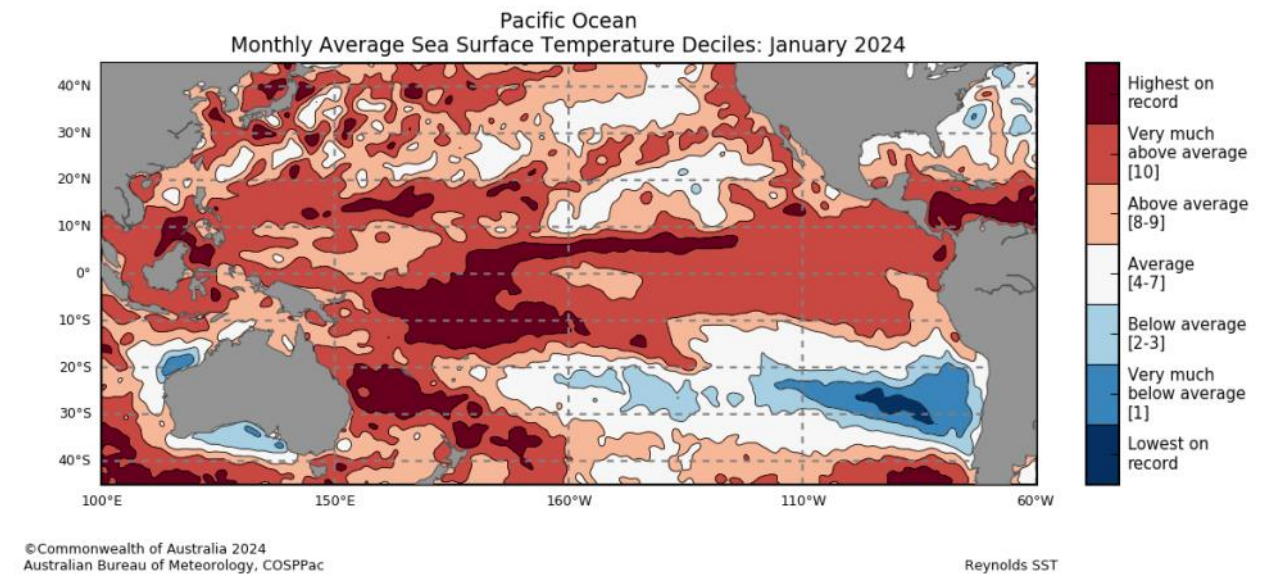 Pacific Ocean
Monthly Average Sea Surface Temperature Deciles: January 2024
40°N
30°N
20°N
10°N
0°
10°S
20°S
30°S
40°S
100°E
150°E
160°W
110°W
60°W
Highest on
record
Very much
above average
[10]
Above average
[8-9]
Average
[4-7]
Below average
[2-3]
Very much
below average
[1]
Lowest on
record
©Commonwealth of Australia 2024
Australian Bureau of Meteorology, COSPPac
Reynolds SST